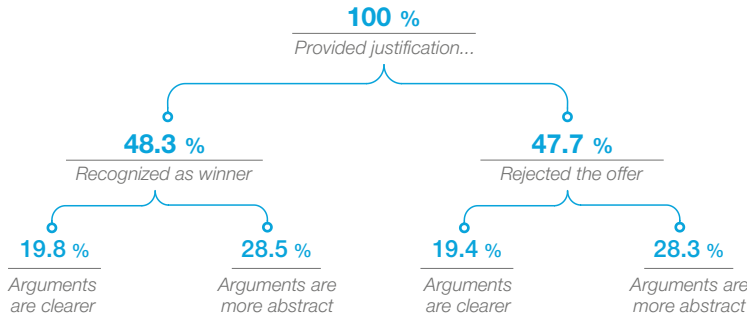 100 %
Provided justification...
48.3 %
Recognized as winner
47.7 %
Rejected the offer
19.8 %
Arguments
are clearer
28.5 %
Arguments are
more abstract
19.4 %
Arguments
are clearer
28.3 %
Arguments are
more abstract